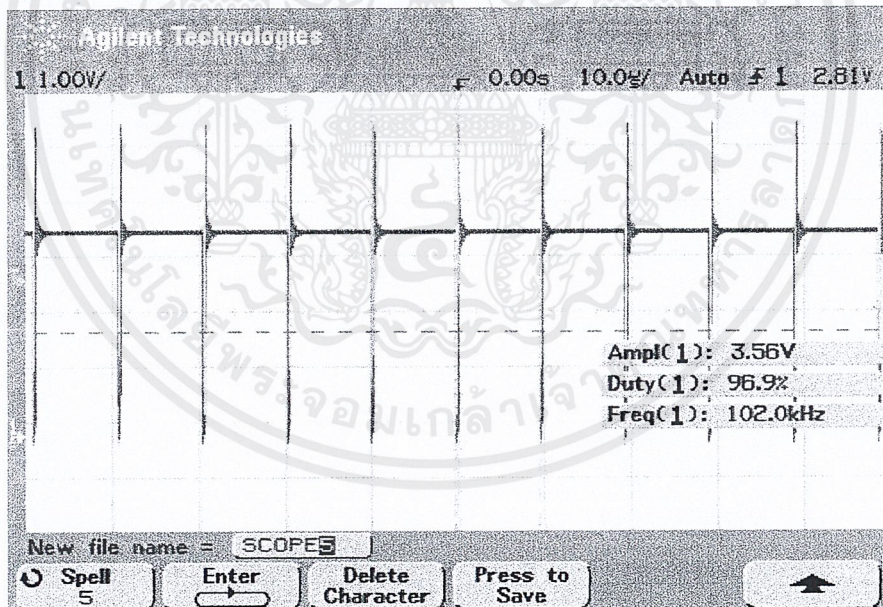 Agilent Technologies
1 1.00V/ 0.00s 10.0㎲/ Auto 1 2.81V
Ampl(1): 3.56V
Duty(1): 96.9%
Freq(1): 102.0kHz
New file name = SCOPE5
Spell Enter Delete Press to
5 Character Save